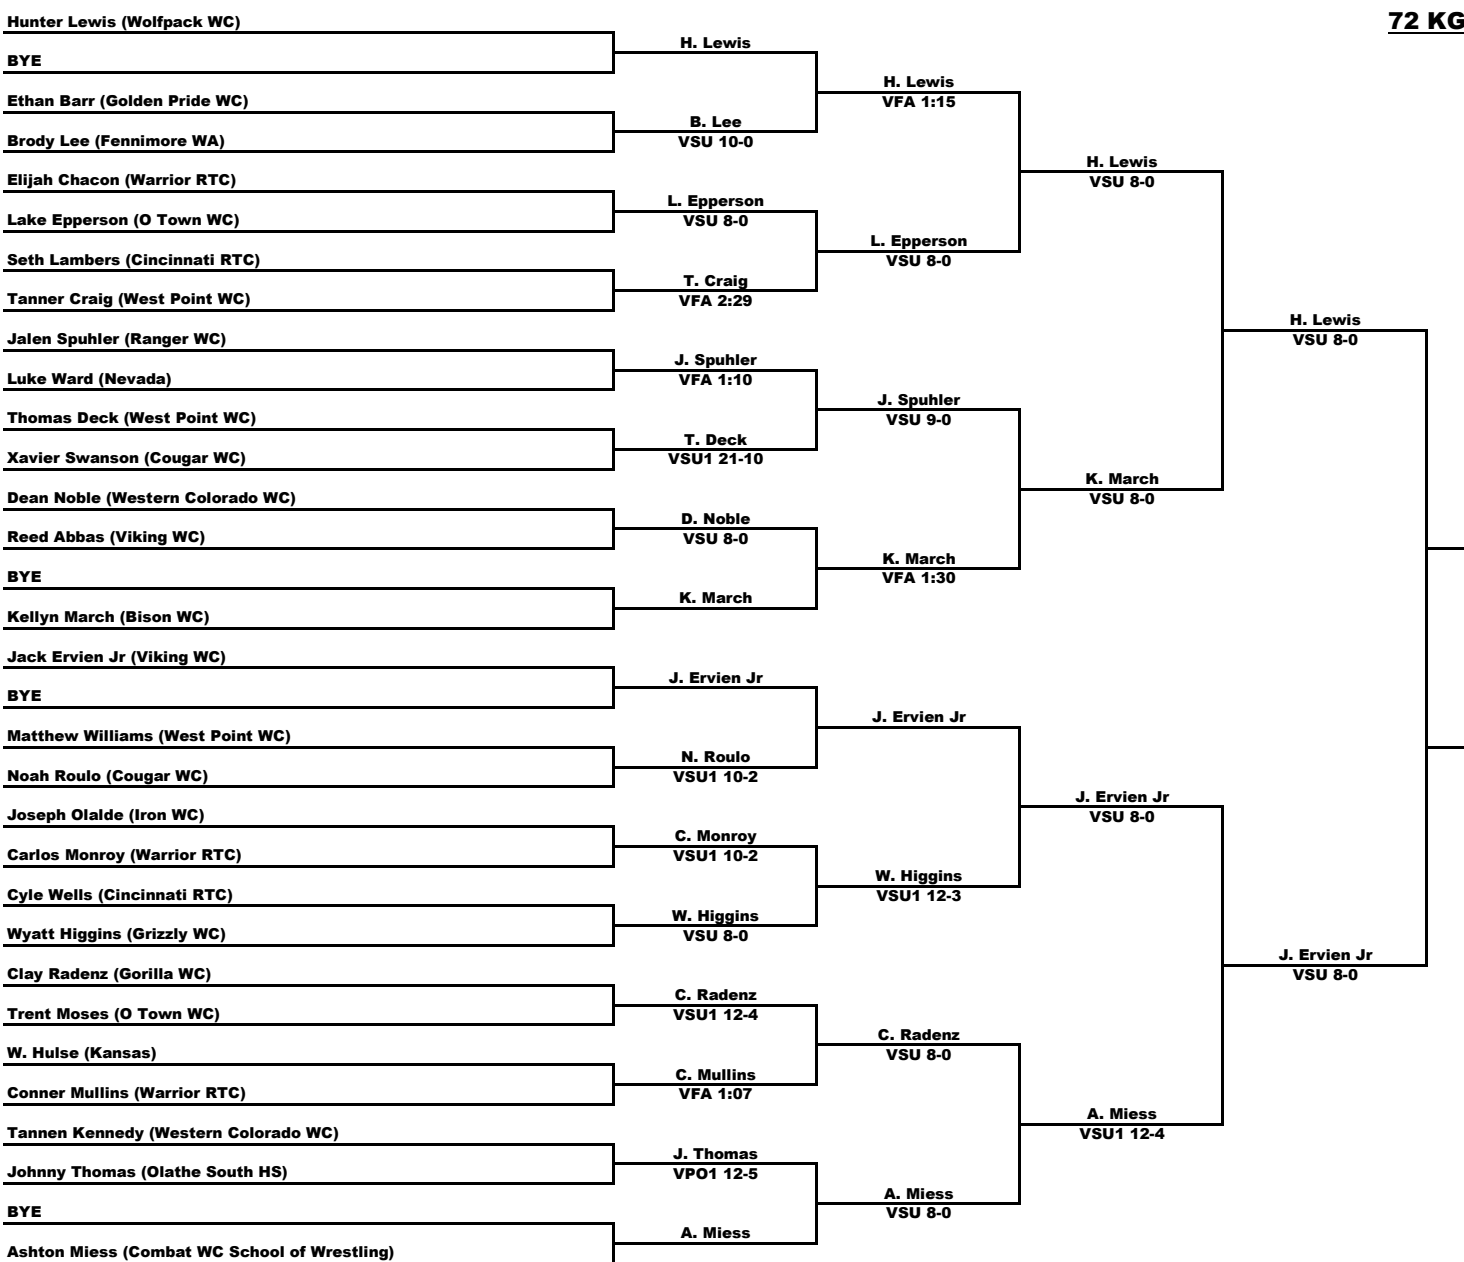 Hunter Lewis (Wolfpack WC)
72 KG
BYE
H. Lewis
Ethan Barr (Golden Pride WC)
H. Lewis
VFA 1:15
Brody Lee (Fennimore WA)
B. Lee
VSU 10-0
Elijah Chacon (Warrior RTC)
H. Lewis
VSU 8-0
Lake Epperson (O Town WC)
L. Epperson
VSU 8-0
Seth Lambers (Cincinnati RTC)
L. Epperson
VSU 8-0
Tanner Craig (West Point WC)
T. Craig
VFA 2:29
Jalen Spuhler (Ranger WC)
H. Lewis
VSU 8-0
Luke Ward (Nevada)
J. Spuhler
VFA 1:10
Thomas Deck (West Point WC)
J. Spuhler
VSU 9-0
Xavier Swanson (Cougar WC)
T. Deck
VSU1 21-10
Dean Noble (Western Colorado WC)
K. March
VSU 8-0
Reed Abbas (Viking WC)
D. Noble
VSU 8-0
BYE
K. March
VFA 1:30
Kellyn March (Bison WC)
K. March
Jack Ervien Jr (Viking WC)
BYE
J. Ervien Jr
Matthew Williams (West Point WC)
J. Ervien Jr
Noah Roulo (Cougar WC)
N. Roulo
VSU1 10-2
Joseph Olalde (Iron WC)
J. Ervien Jr
VSU 8-0
Carlos Monroy (Warrior RTC)
C. Monroy
VSU1 10-2
Cyle Wells (Cincinnati RTC)
W. Higgins
VSU1 12-3
Wyatt Higgins (Grizzly WC)
W. Higgins
VSU 8-0
Clay Radenz (Gorilla WC)
J. Ervien Jr
VSU 8-0
Trent Moses (O Town WC)
C. Radenz
VSU1 12-4
W. Hulse (Kansas)
C. Radenz
VSU 8-0
Conner Mullins (Warrior RTC)
C. Mullins
VFA 1:07
Tannen Kennedy (Western Colorado WC)
A. Miess
VSU1 12-4
Johnny Thomas (Olathe South HS)
J. Thomas
VPO1 12-5
BYE
A. Miess
VSU 8-0
Ashton Miess (Combat WC School of Wrestling)
A. Miess